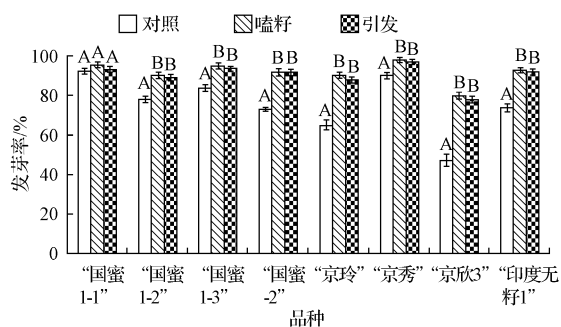 对照 嗑籽 引发
发芽率/%
100
80
60
40
20
0
A A A A B B A B B A B B A B B A B B A B B A B B
“国蜜 “国蜜 “国蜜 “国蜜 “京玲” “京秀” “京欣3” “印度无
1-1” 1-2” 1-3” -2” 籽1”
品种